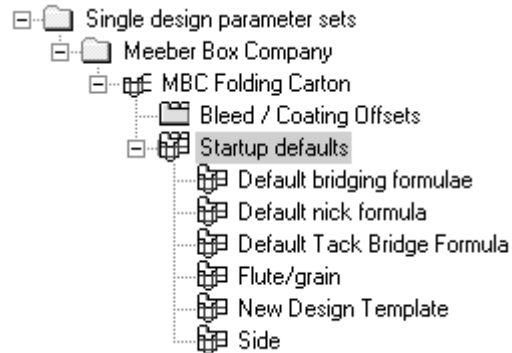 Single design parameter sets
Meeber Box Company
MBC Folding Carton
Bleed / Coating Offsets
Startup defaults
Default bridging formulae
Default nick formula
Default Tack Bridge Formula
Flute/grain
New Design Template
Side